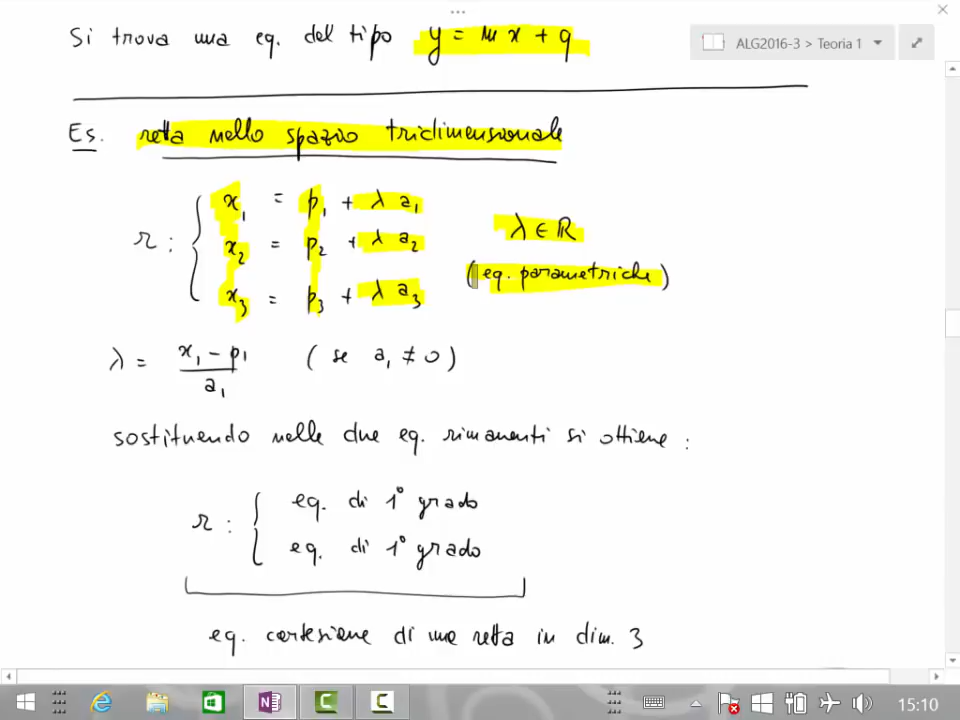 Si trova una eq. del tipo y = mx + q
ALG2016-3 > Teoria 1
Es. retta nello spazio tridimensionale
r : { x₁ = p₁ + λ a₁
x₂ = p₂ + λ a₂
x₃ = p₃ + λ a₃
λ ∈ ℝ
(eq. parametriche)
λ = (x₁ - p₁) / a₁ ( se a₁ ≠ 0 )
sostituendo nelle due eq. rimanenti si ottiene :
r : { eq. di 1° grado
eq. di 1° grado
eq. cartesiane di una retta in dim. 3
15:10